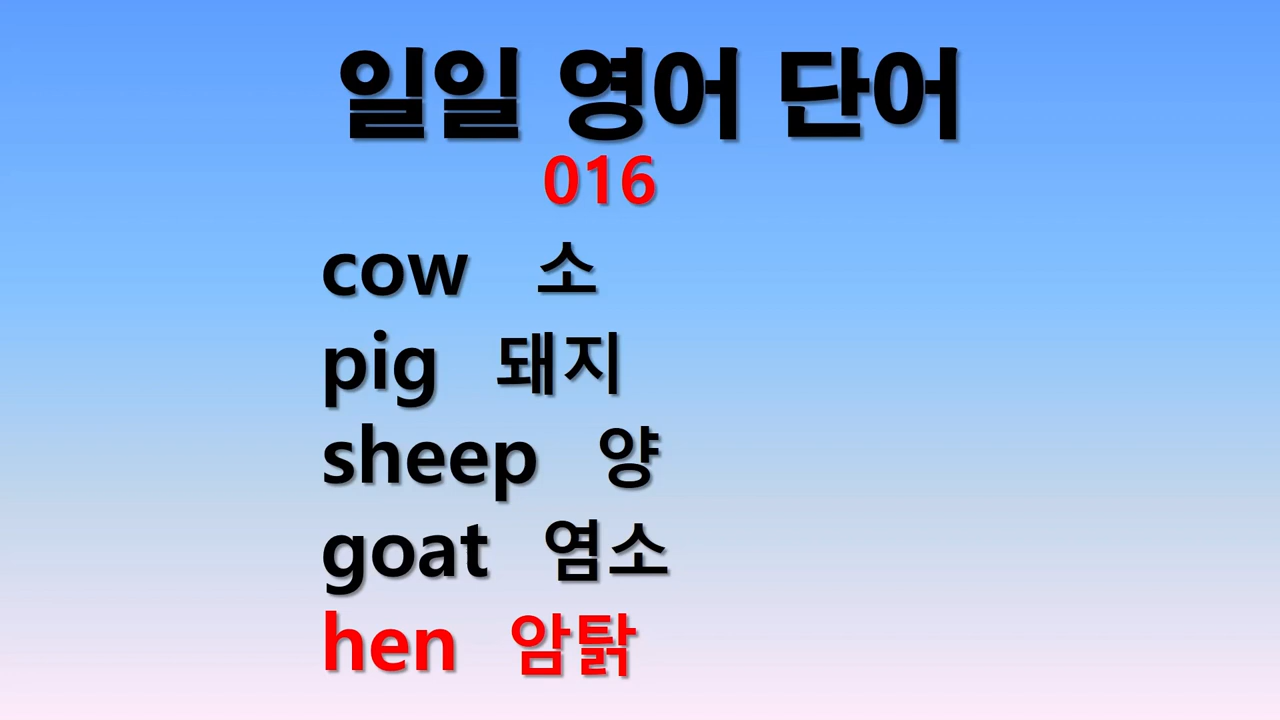 일일 영어 단어
016
cow 소
pig 돼지
sheep 양
goat 염소
hen 암탉